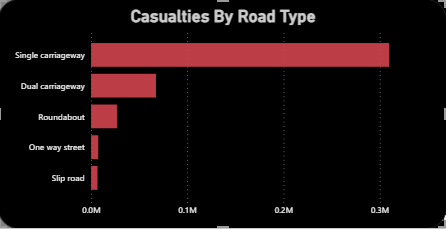 Casualties By Road Type
Single carriageway
Dual carriageway
Roundabout
One way street
Slip road
0.0M 0.1M 0.2M 0.3M